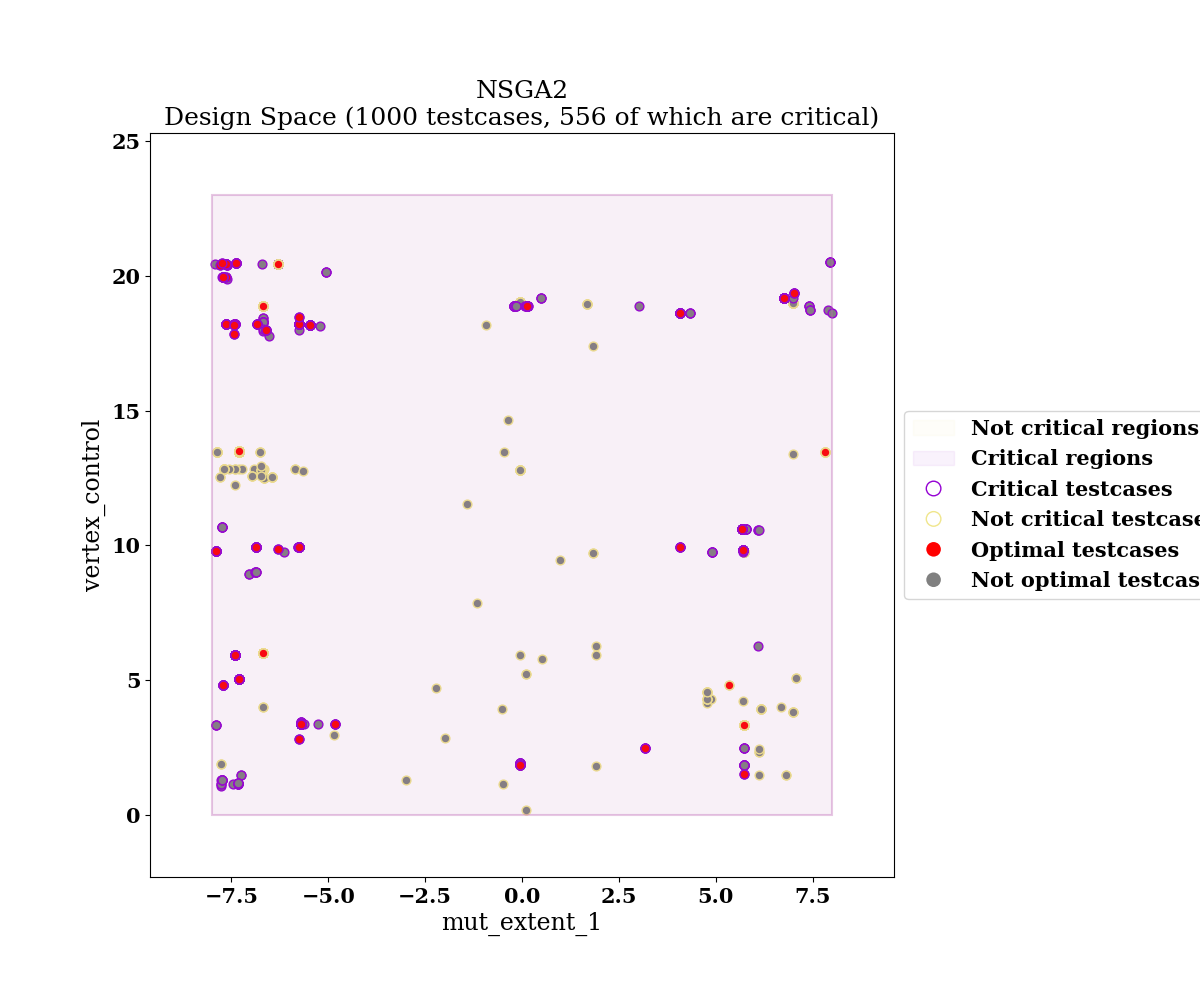 NSGA2
Design Space (1000 testcases, 556 of which are critical)
25
20
15
10
5
0
vertex_control
−7.5 −5.0 −2.5 0.0 2.5 5.0 7.5
mut_extent_1
Not critical regions
Critical regions
Critical testcases
Not critical testcase
Optimal testcases
Not optimal testcas